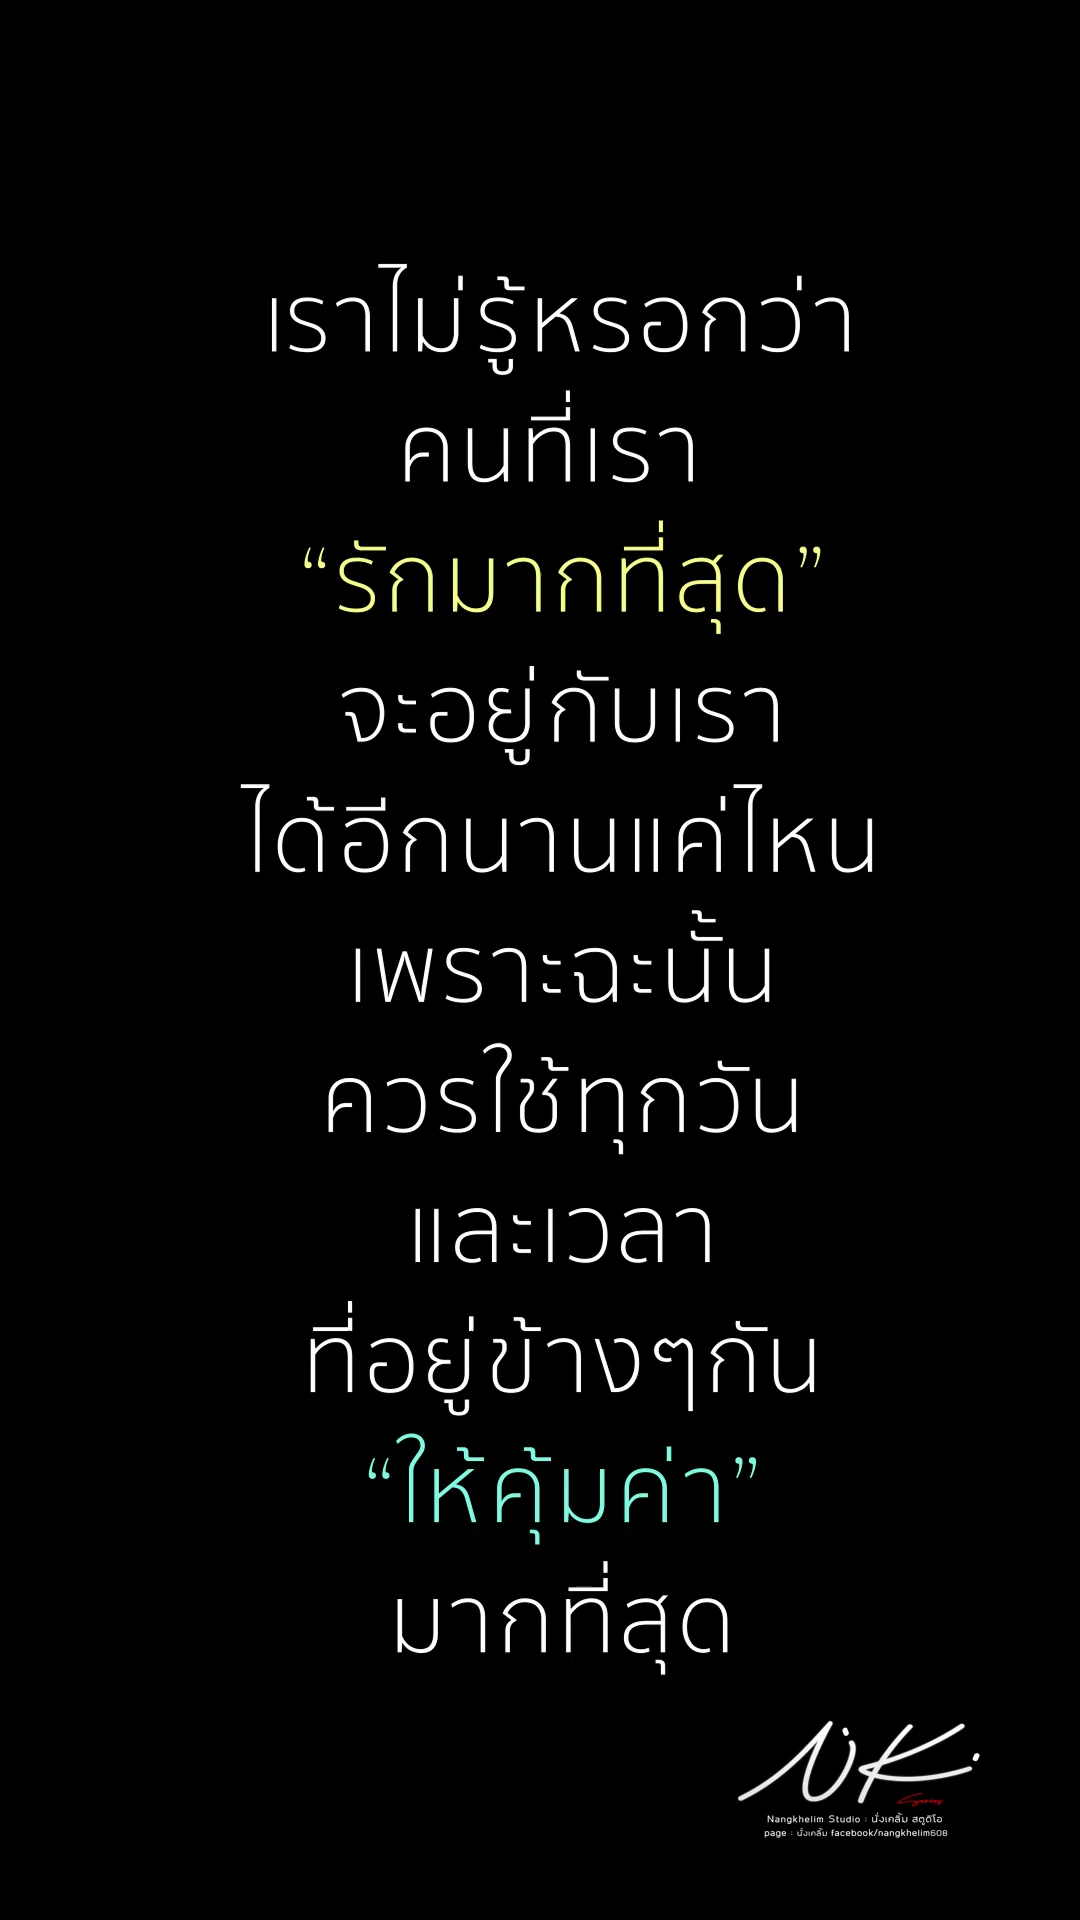 เราไม่รู้หรอกว่า
คนที่เรา
“รักมากที่สุด”
จะอยู่กับเรา
ได้อีกนานแค่ไหน
เพราะฉะนั้น
ควรใช้ทุกวัน
และเวลา
ที่อยู่ข้างๆกัน
“ให้คุ้มค่า”
มากที่สุด
N.K.
Nangkhelim Studio : นั่งเคลิ้ม สตูดิโอ
page : นั่งเคลิ้ม facebook/nangkhelim608